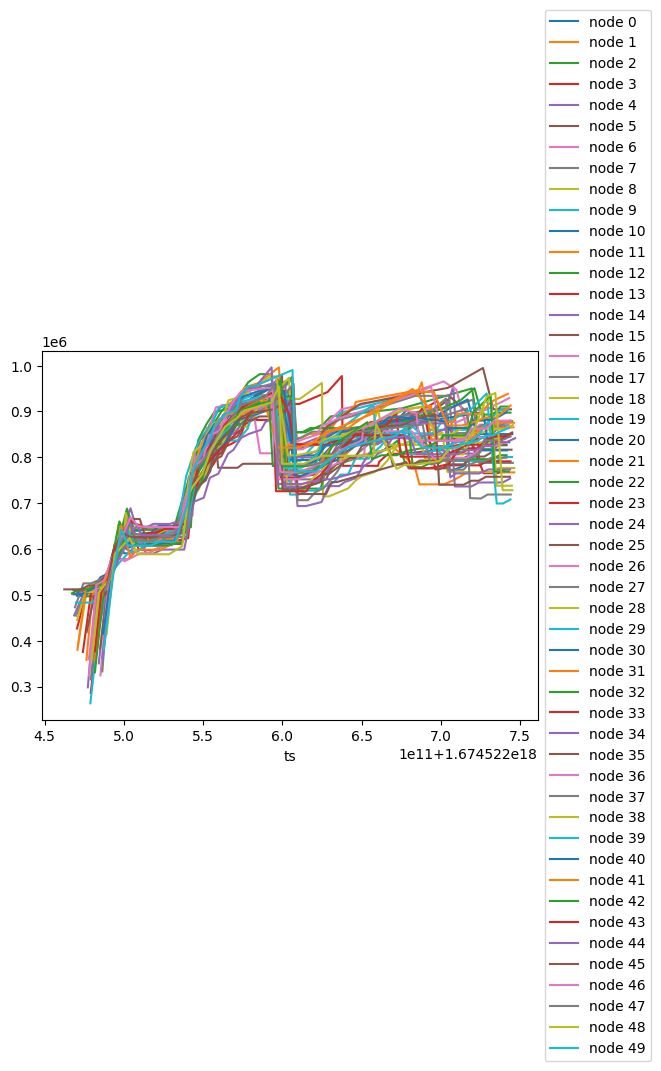 1e6
1.0
0.9
0.8
0.7
0.6
0.5
0.4
0.3
4.5 5.0 5.5 6.0 6.5 7.0 7.5
ts
1e11+1.674522e18
node 0
node 1
node 2
node 3
node 4
node 5
node 6
node 7
node 8
node 9
node 10
node 11
node 12
node 13
node 14
node 15
node 16
node 17
node 18
node 19
node 20
node 21
node 22
node 23
node 24
node 25
node 26
node 27
node 28
node 29
node 30
node 31
node 32
node 33
node 34
node 35
node 36
node 37
node 38
node 39
node 40
node 41
node 42
node 43
node 44
node 45
node 46
node 47
node 48
node 49